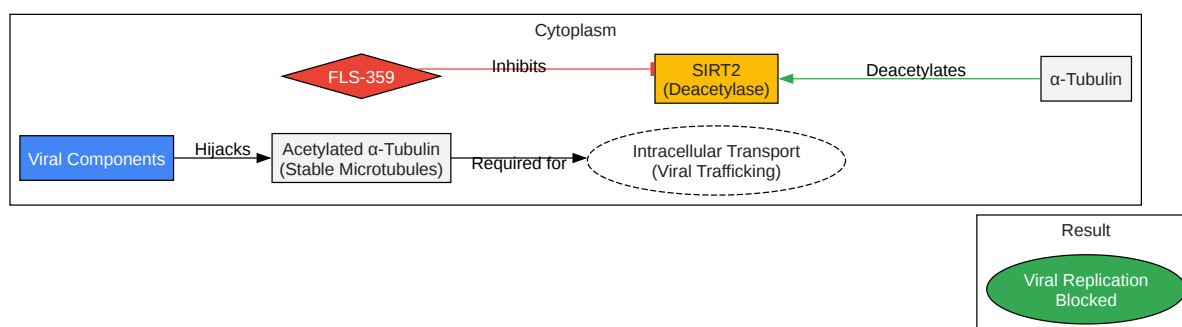 Cytoplasm
FLS-359
Inhibits
SIRT2
(Deacetylase)
Deacetylates
α-Tubulin
Viral Components
Hijacks
Acetylated α-Tubulin
(Stable Microtubules)
Required for
Intracellular Transport
(Viral Trafficking)
Result
Viral Replication
Blocked